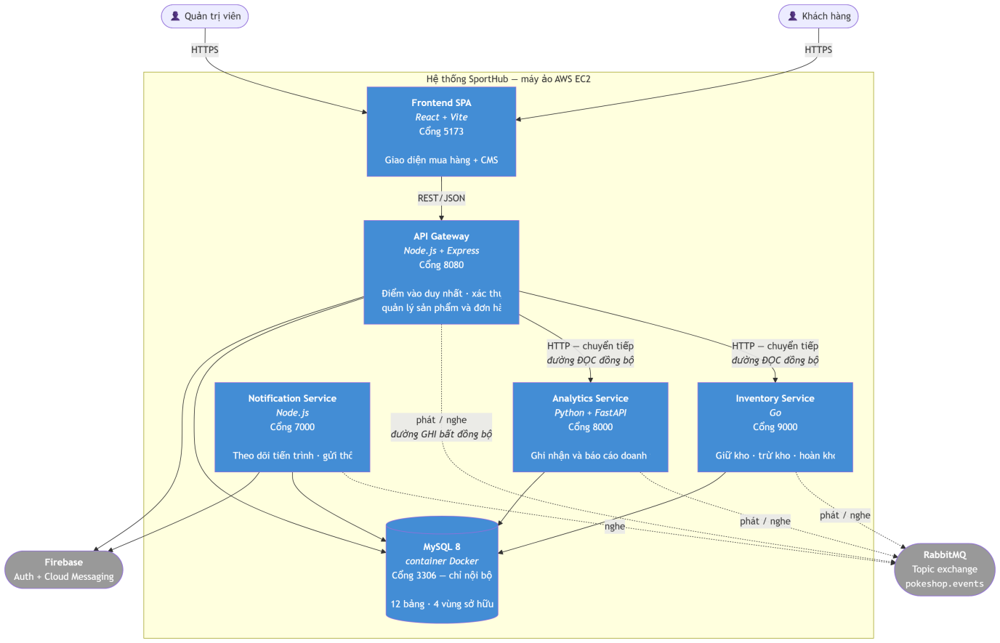 Quản trị viên
Khách hàng
HTTPS
HTTPS
Hệ thống SportHub — máy ảo AWS EC2
Frontend SPA
React + Vite
Cổng 5173
Giao diện mua hàng + CMS
REST/JSON
API Gateway
Node.js + Express
Cổng 8080
Điểm vào duy nhất · xác
quản lý sản phẩm và đơn
HTTP — chuyển tiếp
đường ĐỌC đồng bộ
HTTP — chuyển tiếp
đường ĐỌC đồng bộ
Notification Service
Node.js
Cổng 7000
Theo dõi tiến trình · gửi
phát / nghe
đường GHI bất đồng bộ
Analytics Service
Python + FastAPI
Cổng 8000
Ghi nhận và báo cáo doanh
Inventory Service
Go
Cổng 9000
Giữ kho · trừ kho · hoàn kho
nghe
phát / nghe
phát / nghe
MySQL 8
container Docker
Cổng 3306 — chỉ nội bộ
12 bảng · 4 vùng sở hữu
Firebase
Auth + Cloud Messaging
RabbitMQ
Topic exchange
pokeshop.events